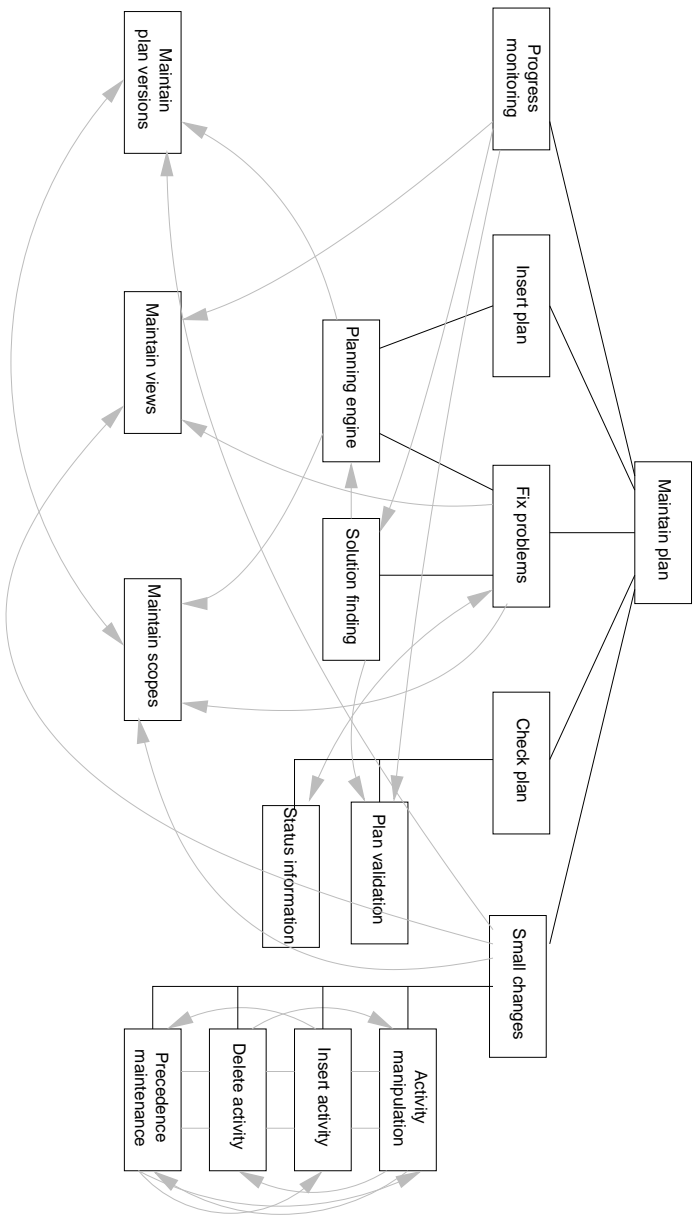 Maintain plan
Progress
monitoring
Insert plan
Fix problems
Check plan
Small changes
Planning engine
Solution finding
Plan validation
Status information
Activity
manipulation
Insert activity
Delete activity
Precedence
maintenance
Maintain
plan versions
Maintain views
Maintain scopes